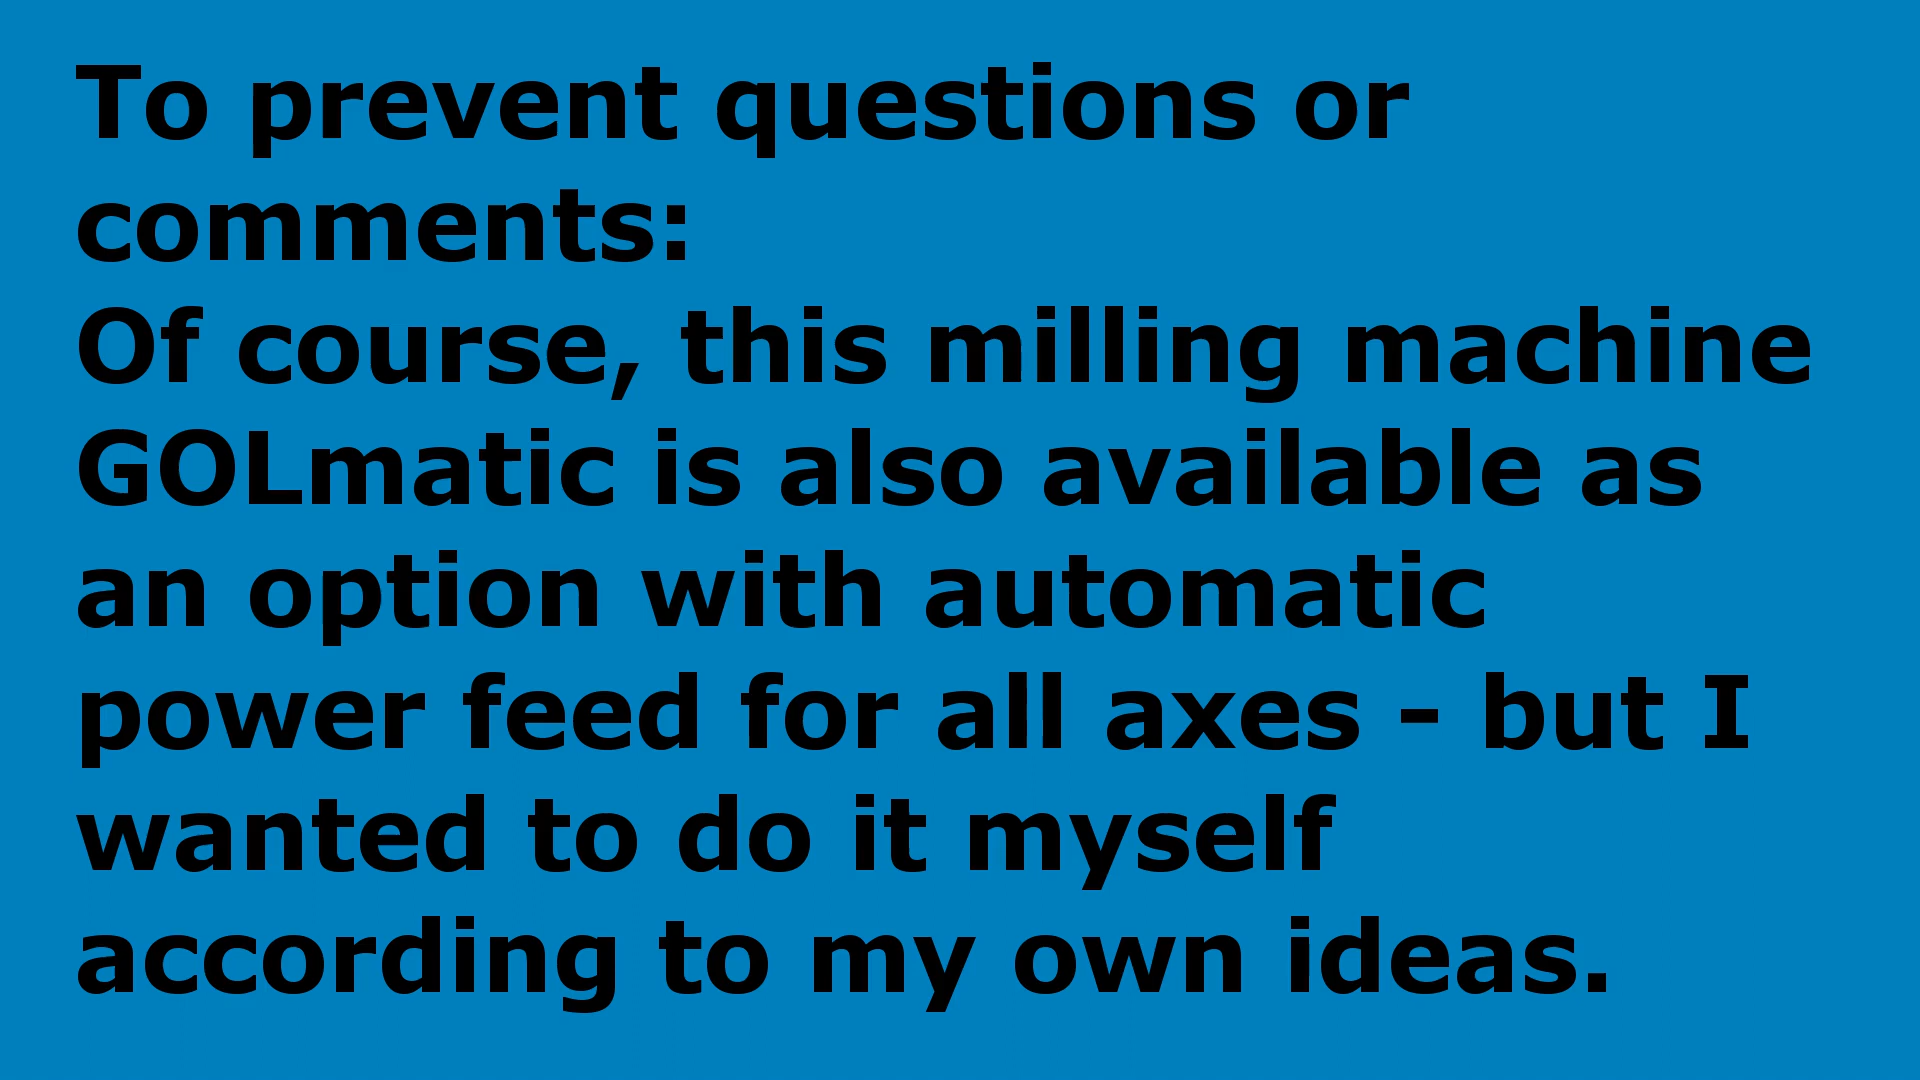 To prevent questions or
comments:
Of course, this milling machine
GOLmatic is also available as
an option with automatic
power feed for all axes - but I
wanted to do it myself
according to my own ideas.